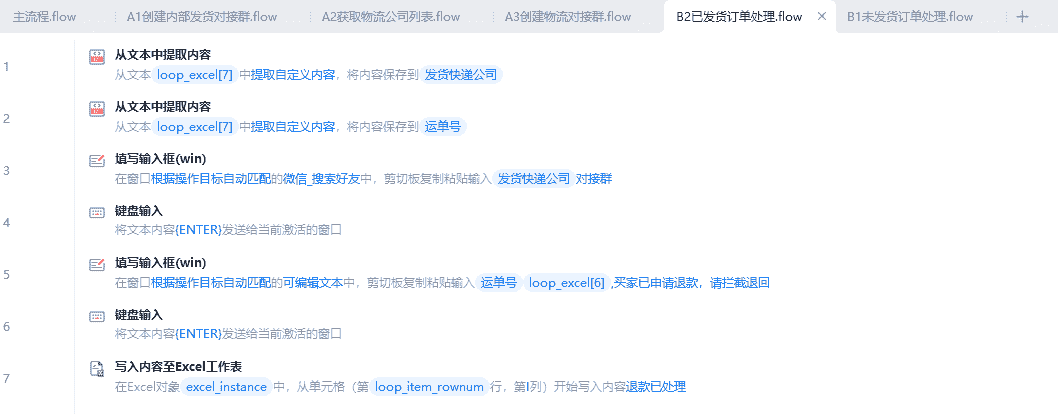 主流程.flow A1创建内部发货对接群.flow A2获取物流公司列表.flow A3创建物流对接群.flow B2已发货订单处理.flow B1未发货订单处理.flow
1 从文本中提取内容
从文本 loop_excel[7] 中提取自定义内容，将内容保存到 发货快递公司
2 从文本中提取内容
从文本 loop_excel[7] 中提取自定义内容，将内容保存到 运单号
3 填写输入框(win)
在窗口根据操作目标自动匹配的微信_搜索好友中，剪切板复制粘贴输入 发货快递公司 对接群
4 键盘输入
将文本内容{ENTER}发送给当前激活的窗口
5 填写输入框(win)
在窗口根据操作目标自动匹配的可编辑文本中，剪切板复制粘贴输入 运单号 loop_excel[6] ,买家已申请退款，请拦截退回
6 键盘输入
将文本内容{ENTER}发送给当前激活的窗口
7 写入内容至Excel工作表
在Excel对象 excel_instance 中，从单元格（第 loop_item_rownum 行，第I列）开始写入内容退款已处理